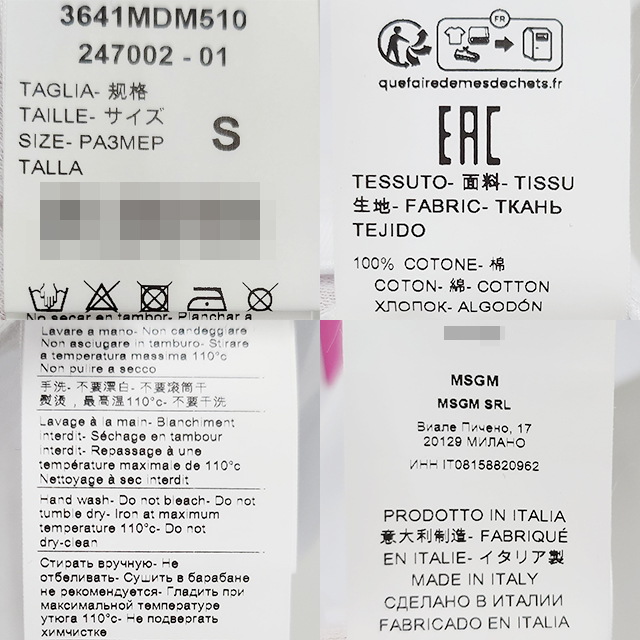 3641MDM510
247002 - 01
TAGLIA- 规格
TAILLE- サイズ
SIZE- РАЗМЕР
TALLA
S
No secar en tambor- Planchar a
quefairedemesdechets.fr
EAC
TESSUTO- 面料- TISSU
生地- FABRIC- ТКАНЬ
TEJIDO
100% COTONE- 棉
COTON- 綿- COTTON
ХЛОПОК- ALGODÓN
Lavare a mano- Non candeggiare
Non asciugare in tamburo- Stirare
a temperatura massima 110°c
Non pulire a secco
手洗- 不要漂白- 不要滚筒干
熨烫，最高温110°c- 不要干洗
Lavage à la main- Blanchiment
interdit- Séchage en tambour
interdit- Repassage à une
température maximale de 110°c
Nettoyage à sec interdit
Hand wash- Do not bleach- Do not
tumble dry- Iron at maximum
temperature 110°c- Do not
dry-clean
Стирать вручную- Не
отбеливать- Сушить в барабане
не рекомендуется- Гладить при
максимальной температуре
утюга 110°c- Не подвергать
химчистке
MSGM
MSGM SRL
Виале Пичено, 17
20129 МИЛАНО
ИНН IT08158820962
PRODOTTO IN ITALIA
意大利制造- FABRIQUÉ
EN ITALIE- イタリア製
MADE IN ITALY
СДЕЛАНО В ИТАЛИИ
FABRICADO EN ITALIA